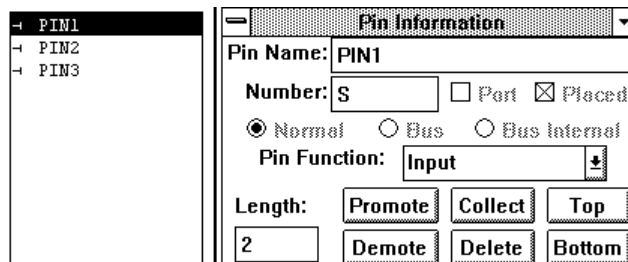 PIN1
PIN2
PIN3
Pin Information
Pin Name: PIN1
Number: S Port Placed
Normal Bus Bus Internal
Pin Function: Input
Length: Promote Collect Top
2 Demote Delete Bottom